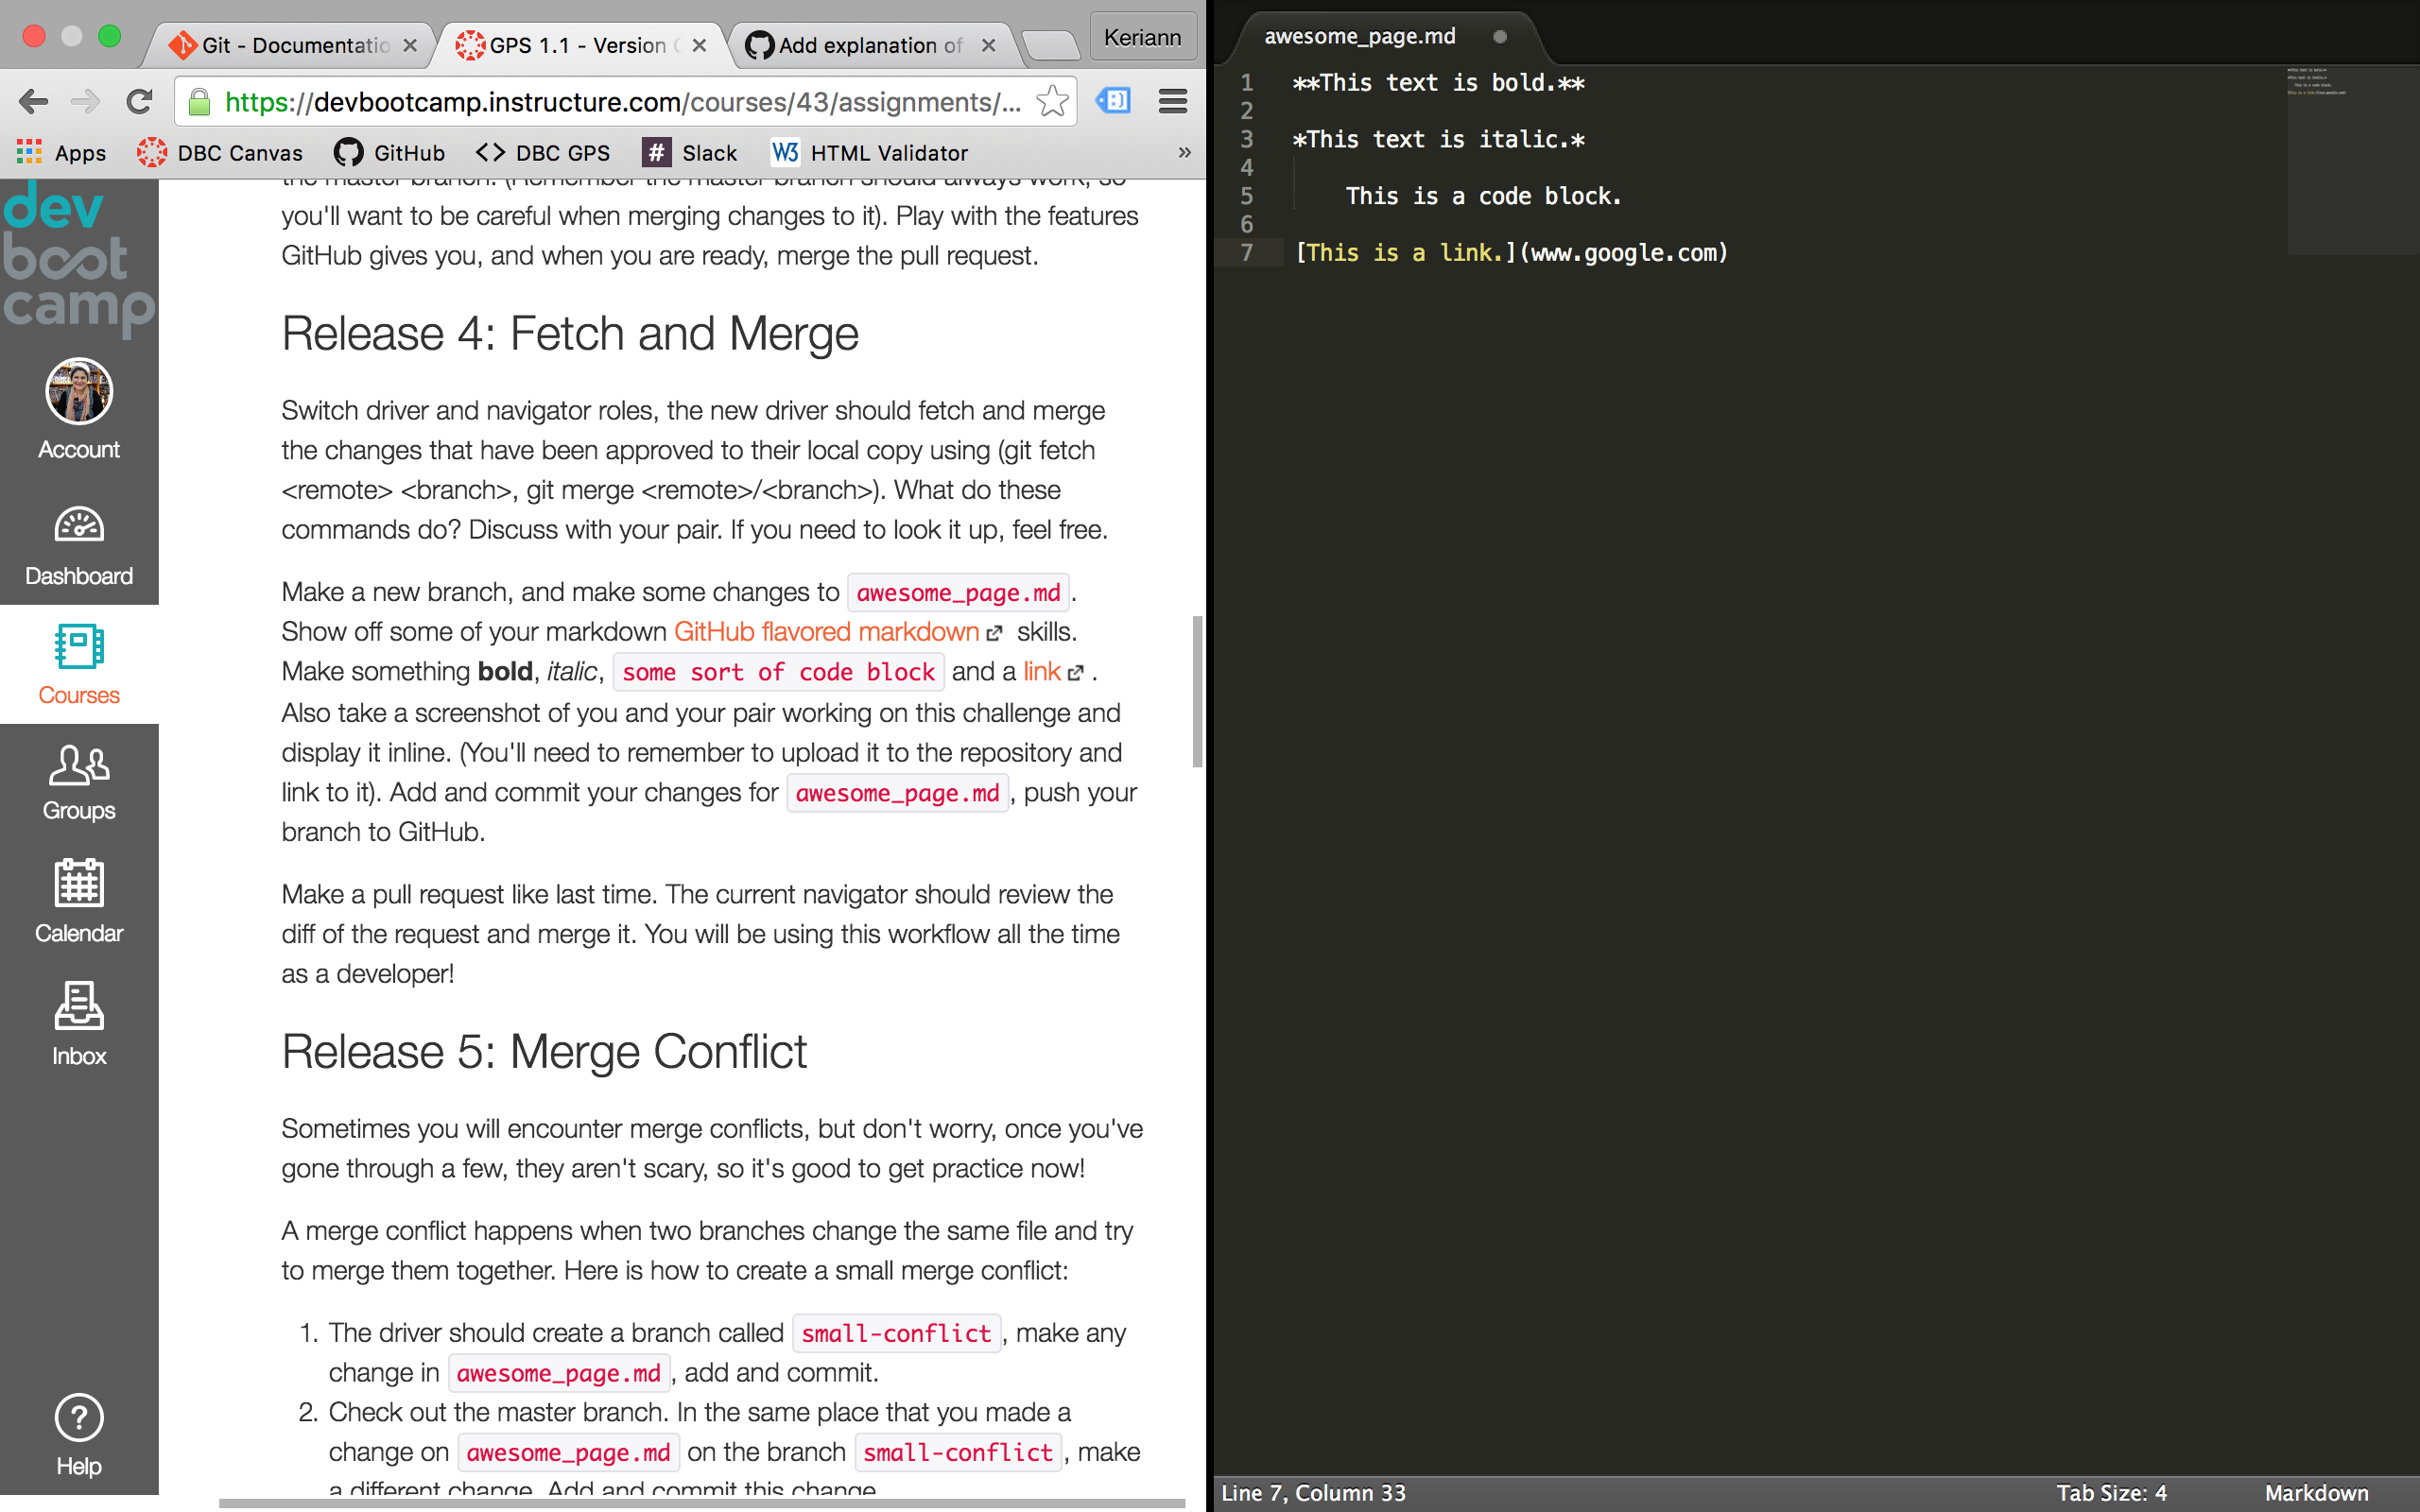 Git - Documentatio
GPS 1.1 - Version
Add explanation of
Keriann
https://devbootcamp.instructure.com/courses/43/assignments/...
Apps
DBC Canvas
GitHub
<> DBC GPS
# Slack
W3 HTML Validator
»
dev
bootcamp
Account
Dashboard
Courses
Groups
Calendar
Inbox
Help
the master branch. (Remember the master branch should always work, so
you'll want to be careful when merging changes to it). Play with the features
GitHub gives you, and when you are ready, merge the pull request.
Release 4: Fetch and Merge
Switch driver and navigator roles, the new driver should fetch and merge
the changes that have been approved to their local copy using (git fetch
<remote> <branch>, git merge <remote>/<branch>). What do these
commands do? Discuss with your pair. If you need to look it up, feel free.
Make a new branch, and make some changes to awesome_page.md.
Show off some of your markdown GitHub flavored markdown skills.
Make something bold, italic, some sort of code block and a link.
Also take a screenshot of you and your pair working on this challenge and
display it inline. (You'll need to remember to upload it to the repository and
link to it). Add and commit your changes for awesome_page.md, push your
branch to GitHub.
Make a pull request like last time. The current navigator should review the
diff of the request and merge it. You will be using this workflow all the time
as a developer!
Release 5: Merge Conflict
Sometimes you will encounter merge conflicts, but don't worry, once you've
gone through a few, they aren't scary, so it's good to get practice now!
A merge conflict happens when two branches change the same file and try
to merge them together. Here is how to create a small merge conflict:
1. The driver should create a branch called small-conflict, make any
change in awesome_page.md, add and commit.
2. Check out the master branch. In the same place that you made a
change on awesome_page.md on the branch small-conflict, make
a different change. Add and commit this change.
awesome_page.md
1 **This text is bold.**
2
3 *This text is italic.*
4
5 This is a code block.
6
7 [This is a link.](www.google.com)
Line 7, Column 33
Tab Size: 4
Markdown